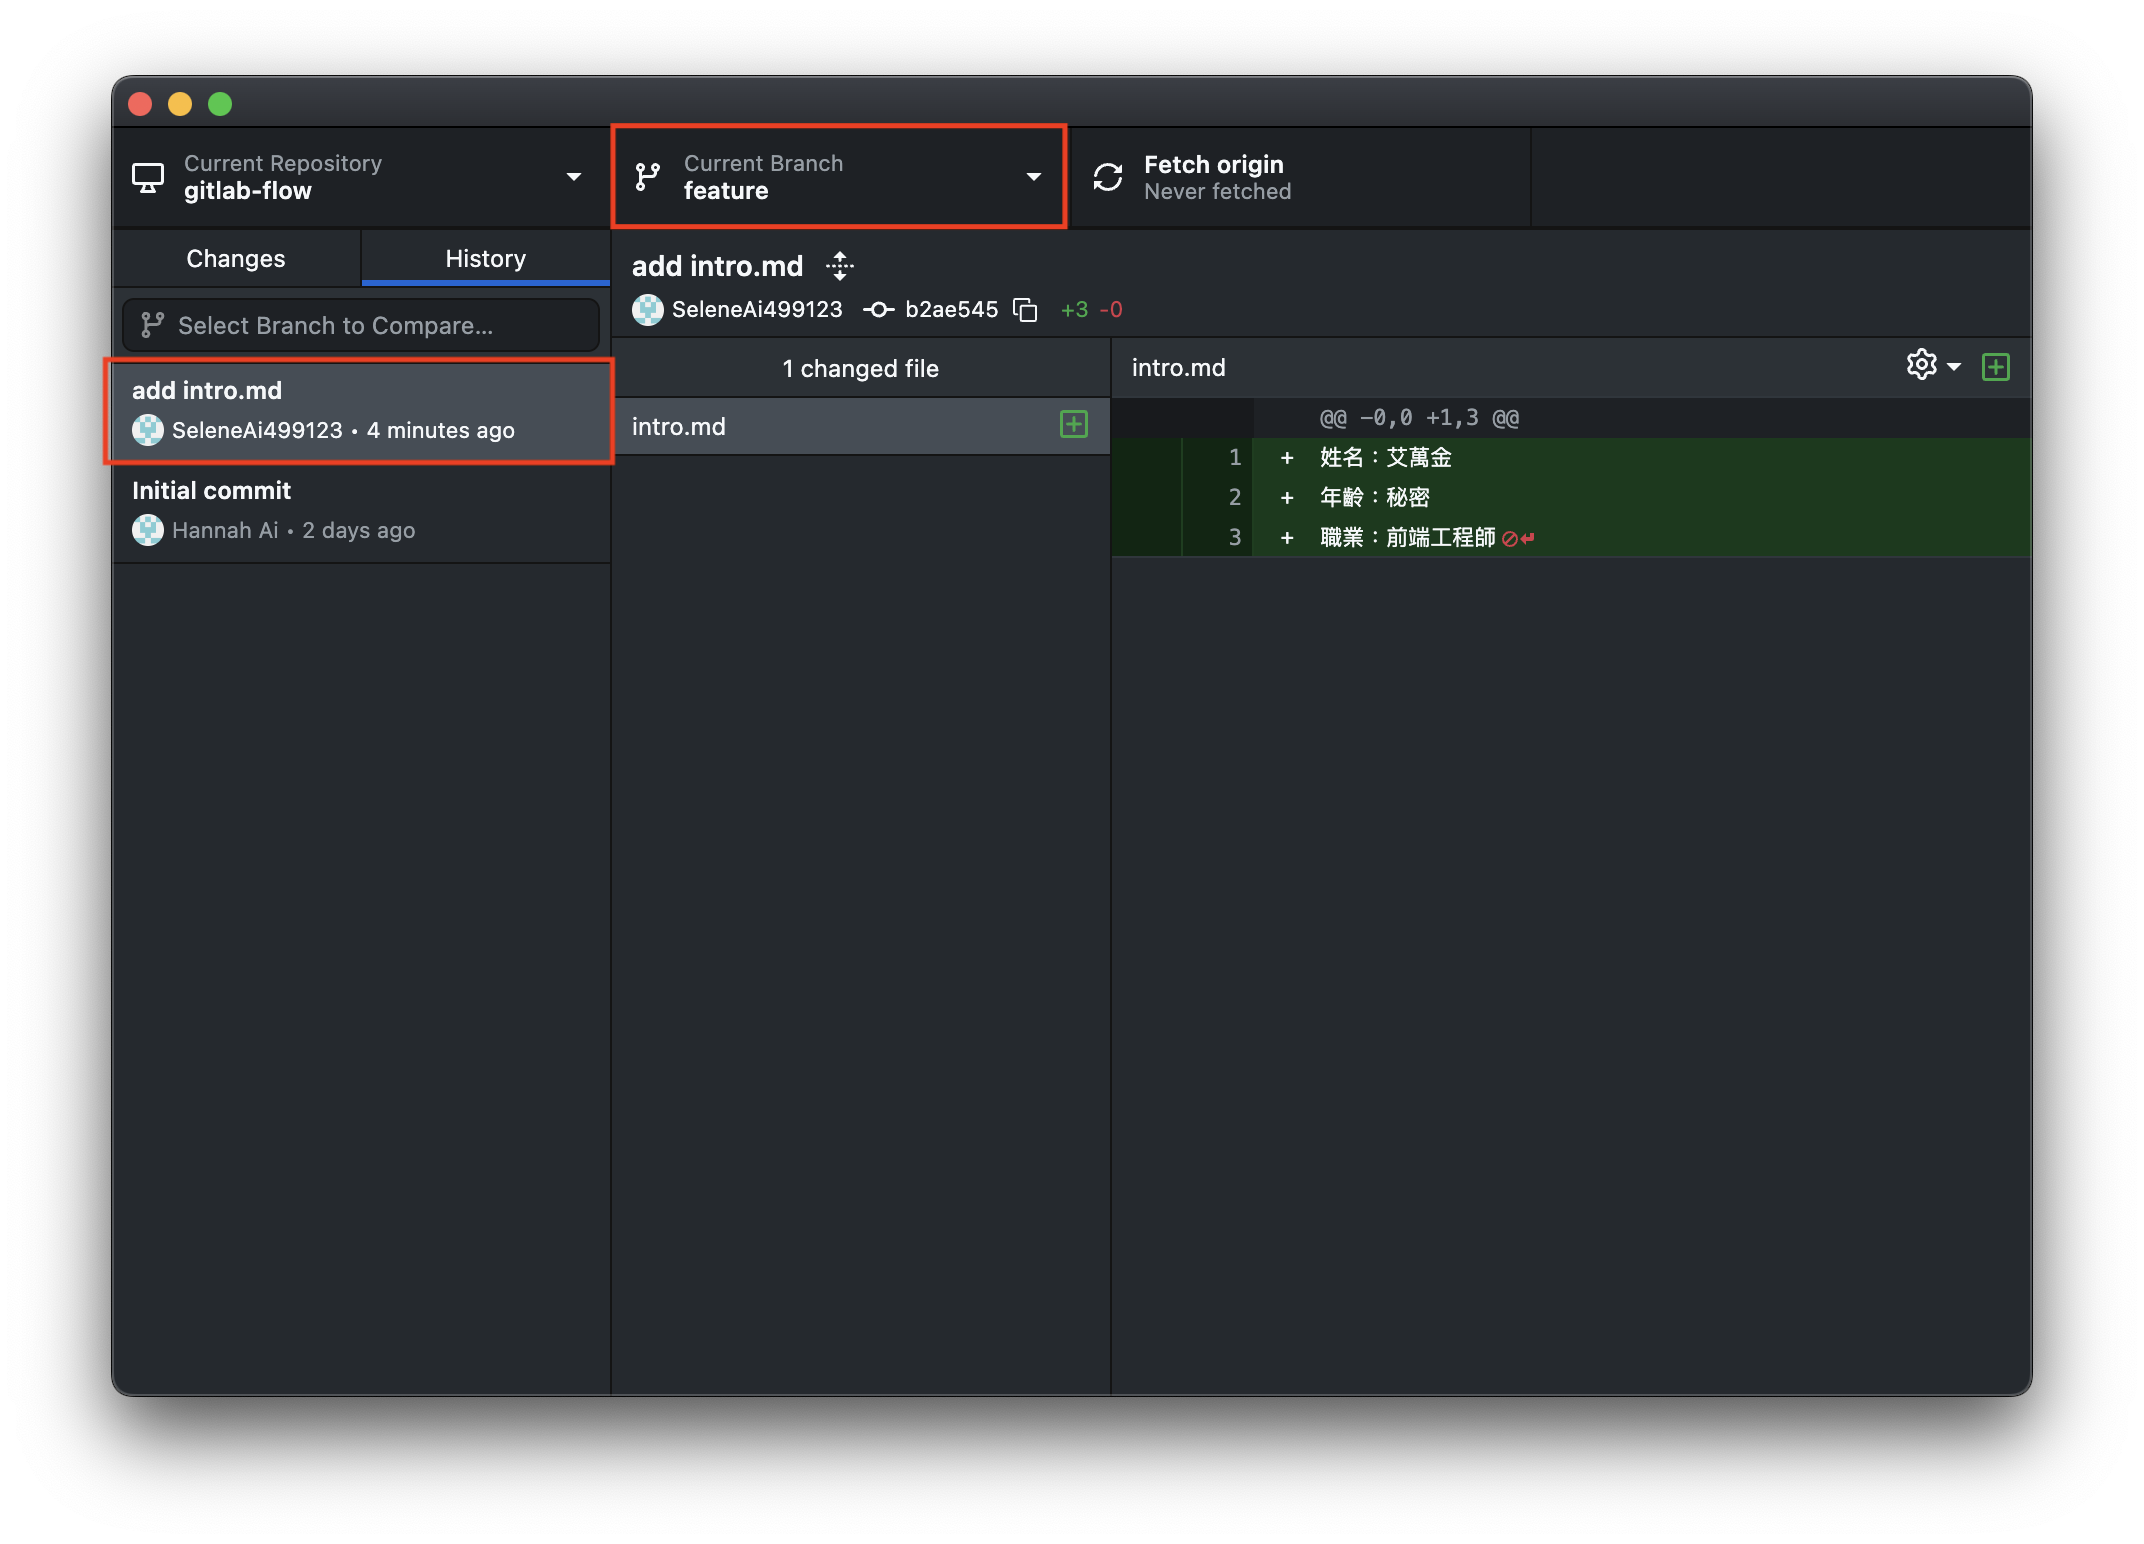 Current Repository
gitlab-flow
Current Branch
feature
Fetch origin
Never fetched
Changes
History
Select Branch to Compare...
add intro.md
SeleneAi499123 • 4 minutes ago
Initial commit
Hannah Ai • 2 days ago
add intro.md
SeleneAi499123 b2ae545 +3 -0
1 changed file
intro.md
intro.md
@@ -0,0 +1,3 @@
1 + 姓名：艾萬金
2 + 年齡：秘密
3 + 職業：前端工程師